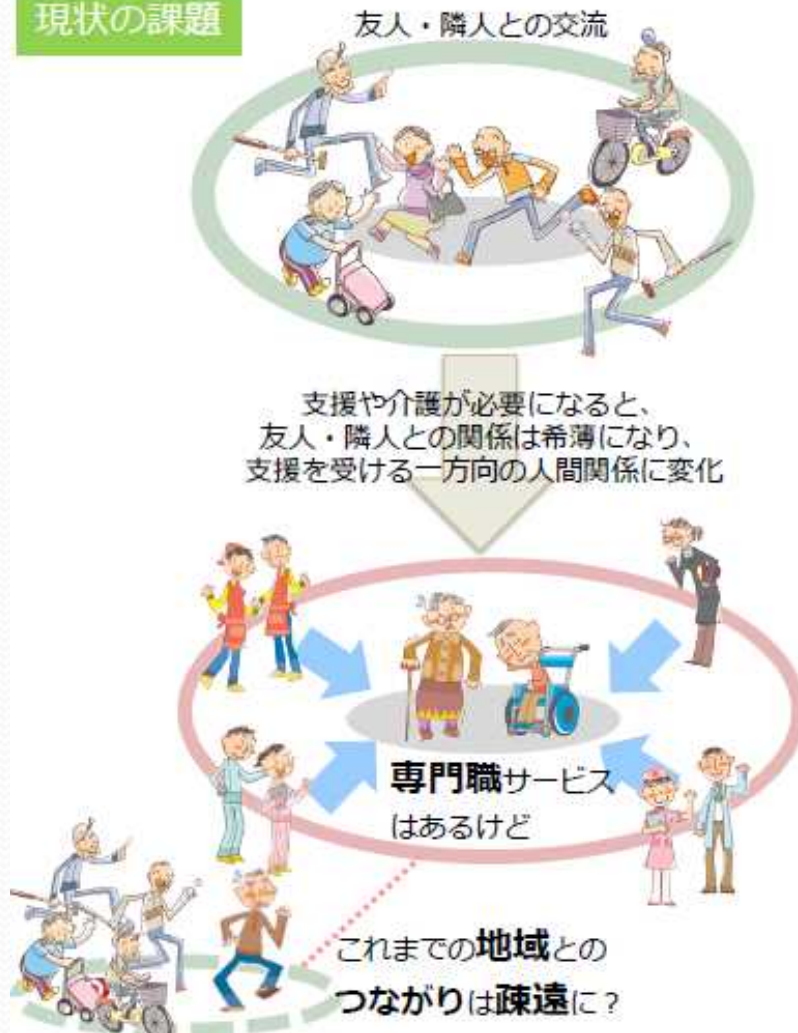 現状の課題
友人・隣人との交流
支援や介護が必要になると、
友人・隣人との関係は希薄になり、
支援を受ける一方向の人間関係に変化
専門職サービス
はあるけど
これまでの地域との
つながりは疎遠に？